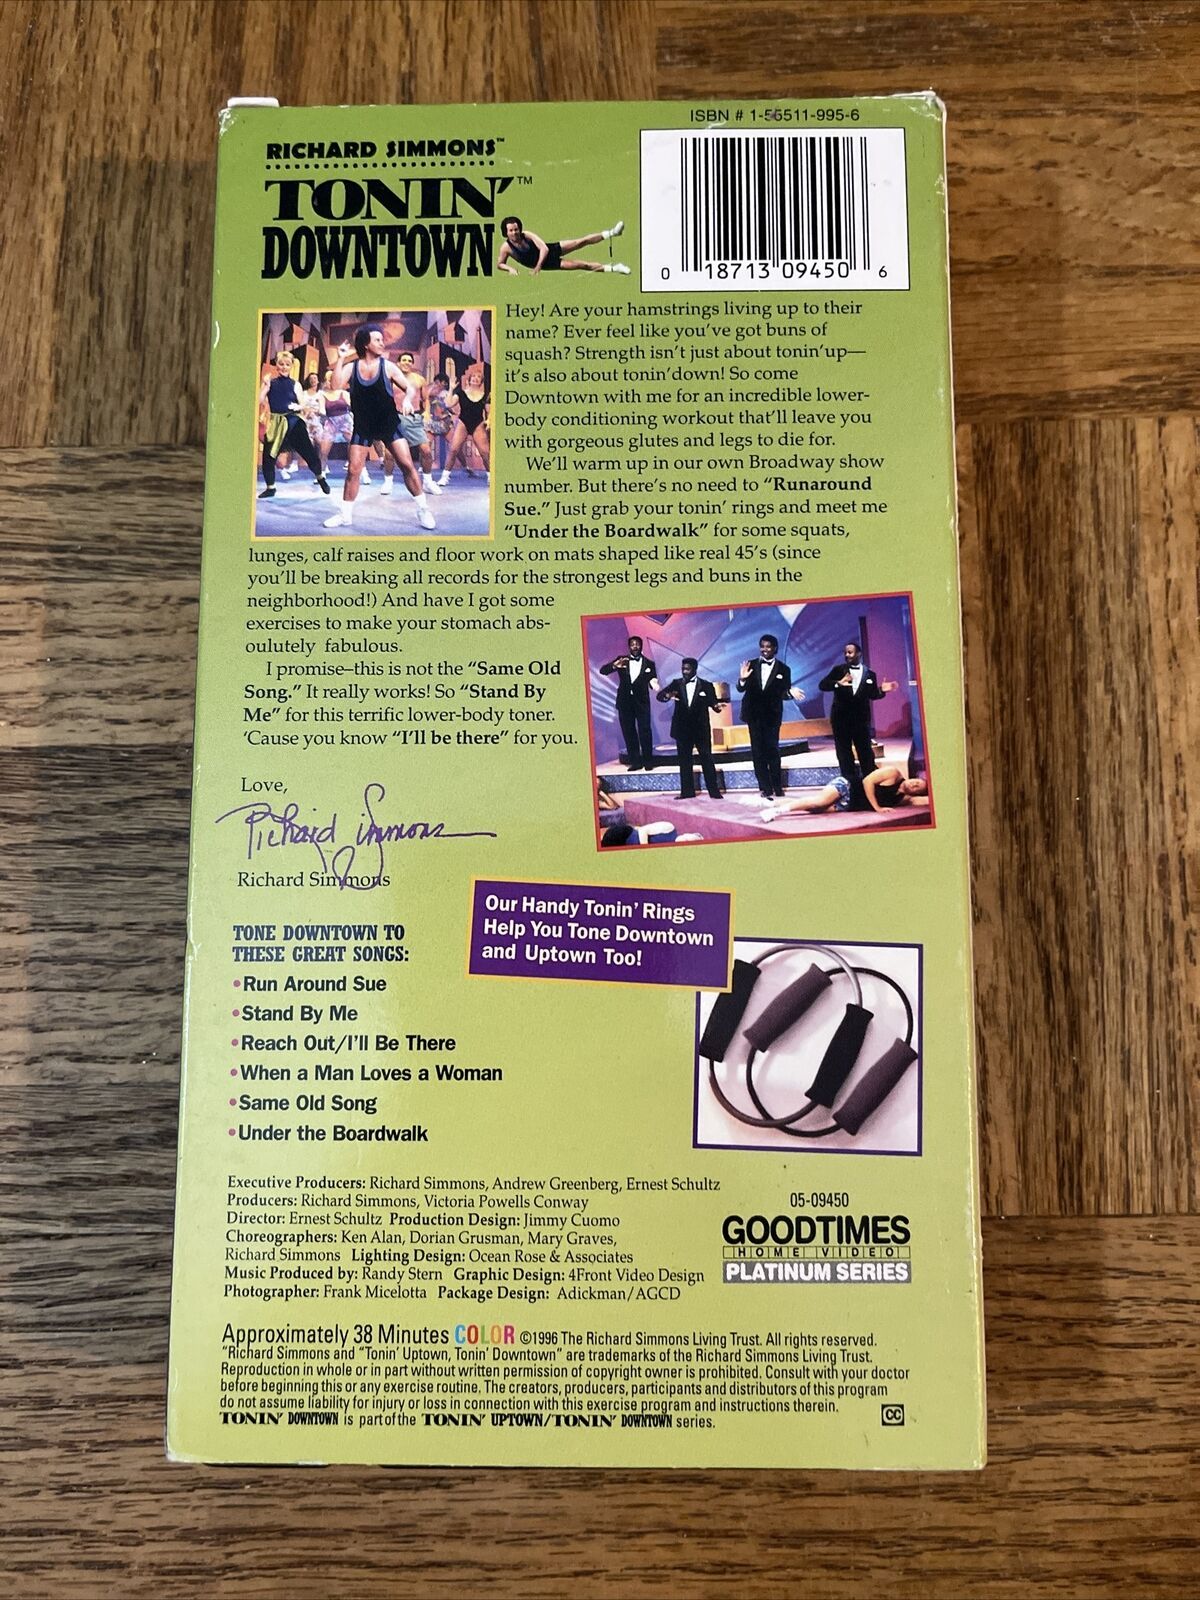 ISBN # 1-56511-995-6
RICHARD SIMMONS™
TONIN'™
DOWNTOWN
0 18713 09450 6
Hey! Are your hamstrings living up to their
name? Ever feel like you've got buns of
squash? Strength isn't just about tonin'up—
it's also about tonin'down! So come
Downtown with me for an incredible lower-
body conditioning workout that'll leave you
with gorgeous glutes and legs to die for.
We'll warm up in our own Broadway show
number. But there's no need to "Runaround
Sue." Just grab your tonin' rings and meet me
"Under the Boardwalk" for some squats,
lunges, calf raises and floor work on mats shaped like real 45's (since
you'll be breaking all records for the strongest legs and buns in the
neighborhood!) And have I got some
exercises to make your stomach abs-
oulutely fabulous.
I promise–this is not the "Same Old
Song." It really works! So "Stand By
Me" for this terrific lower-body toner.
'Cause you know "I'll be there" for you.
Love,
Richard Simmons
Richard Simmons
Our Handy Tonin' Rings
Help You Tone Downtown
and Uptown Too!
TONE DOWNTOWN TO
THESE GREAT SONGS:
•Run Around Sue
•Stand By Me
•Reach Out/I'll Be There
•When a Man Loves a Woman
•Same Old Song
•Under the Boardwalk
Executive Producers: Richard Simmons, Andrew Greenberg, Ernest Schultz
Producers: Richard Simmons, Victoria Powells Conway
Director: Ernest Schultz Production Design: Jimmy Cuomo
Choreographers: Ken Alan, Dorian Grusman, Mary Graves,
Richard Simmons Lighting Design: Ocean Rose & Associates
Music Produced by: Randy Stern Graphic Design: 4Front Video Design
Photographer: Frank Micelotta Package Design: Adickman/AGCD
05-09450
GOODTIMES
HOME VIDEO
PLATINUM SERIES
Approximately 38 Minutes COLOR ©1996 The Richard Simmons Living Trust. All rights reserved.
"Richard Simmons and "Tonin' Uptown, Tonin' Downtown" are trademarks of the Richard Simmons Living Trust.
Reproduction in whole or in part without written permission of copyright owner is prohibited. Consult with your doctor
before beginning this or any exercise routine. The creators, producers, participants and distributors of this program
do not assume liability for injury or loss in connection with this exercise program and instructions therein.
TONIN' DOWNTOWN is part of the TONIN' UPTOWN/TONIN' DOWNTOWN series.
CC